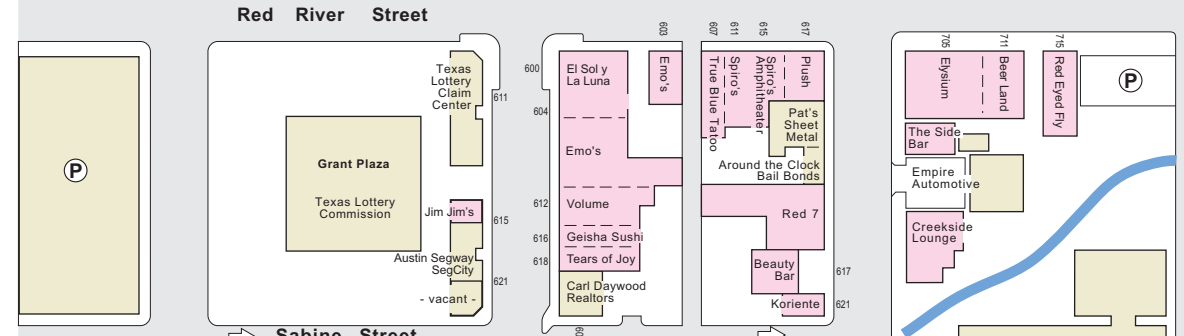 Red River Street
P
Texas
Lottery
Claim
Center
611
Grant Plaza
Texas Lottery
Commission
Jim Jim's
615
Austin Segway
SegCity
621
- vacant -
600
604
612
616
618
El Sol y
La Luna
Emo's
Volume
Geisha Sushi
Tears of Joy
Carl Daywood
Realtors
603
Emo's
607
611
615
617
True Blue Tatoo
Spiro's
Spiro's
Amphitheater
Plush
Pat's
Sheet
Metal
Around the Clock
Bail Bonds
Red 7
Beauty
Bar
617
Koriente
621
705
711
715
Elysium
Beer Land
Red Eyed Fly
P
The Side
Bar
Empire
Automotive
Creekside
Lounge
Sabine Street